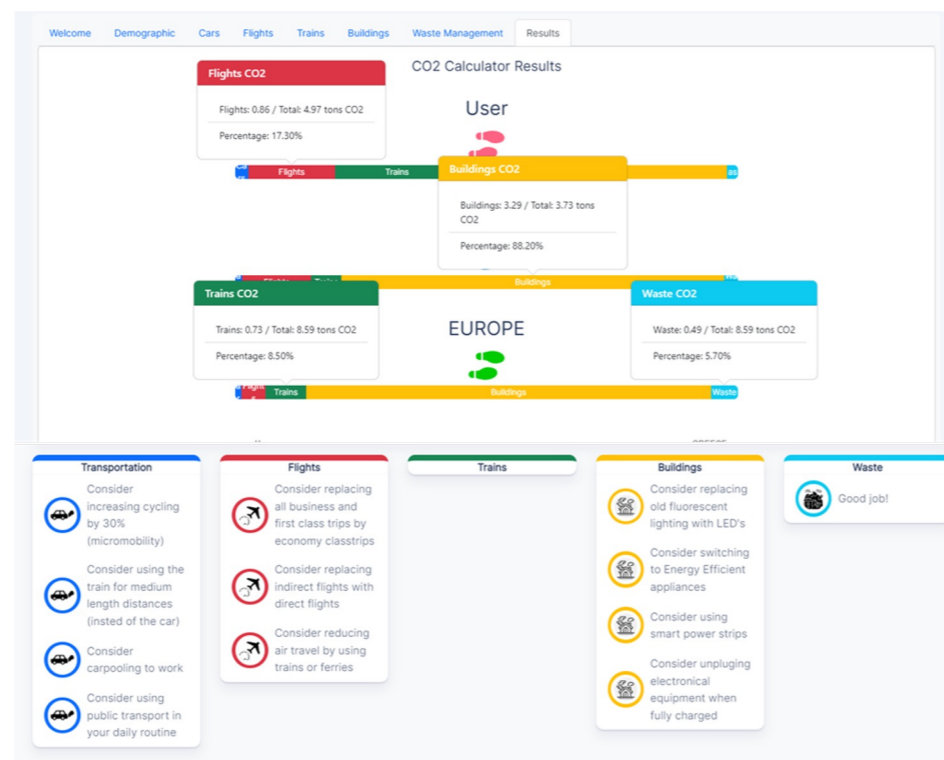 Welcome Demographic Cars Flights Trains Buildings Waste Management Results
CO2 Calculator Results
Flights CO2
Flights: 0.86 / Total: 4.97 tons CO2
Percentage: 17.30%
User
Flights Trains as
Buildings CO2
Buildings: 3.29 / Total: 3.73 tons
CO2
Percentage: 88.20%
Buildings
Trains CO2
Trains: 0.73 / Total: 8.59 tons CO2
Percentage: 8.50%
EUROPE
Waste CO2
Waste: 0.49 / Total: 8.59 tons CO2
Percentage: 5.70%
Trains Buildings Waste
Transportation
Consider
increasing cycling
by 30%
(micromobility)
Consider using the
train for medium
length distances
(insted of the car)
Consider
carpooling to work
Consider using
public transport in
your daily routine
Flights
Consider replacing
all business and
first class trips by
economy classtrips
Consider replacing
indirect flights with
direct flights
Consider reducing
air travel by using
trains or ferries
Trains
Buildings
Consider replacing
old fluorescent
lighting with LED's
Consider switching
to Energy Efficient
appliances
Consider using
smart power strips
Consider unpluging
electronical
equipment when
fully charged
Waste
Good job!